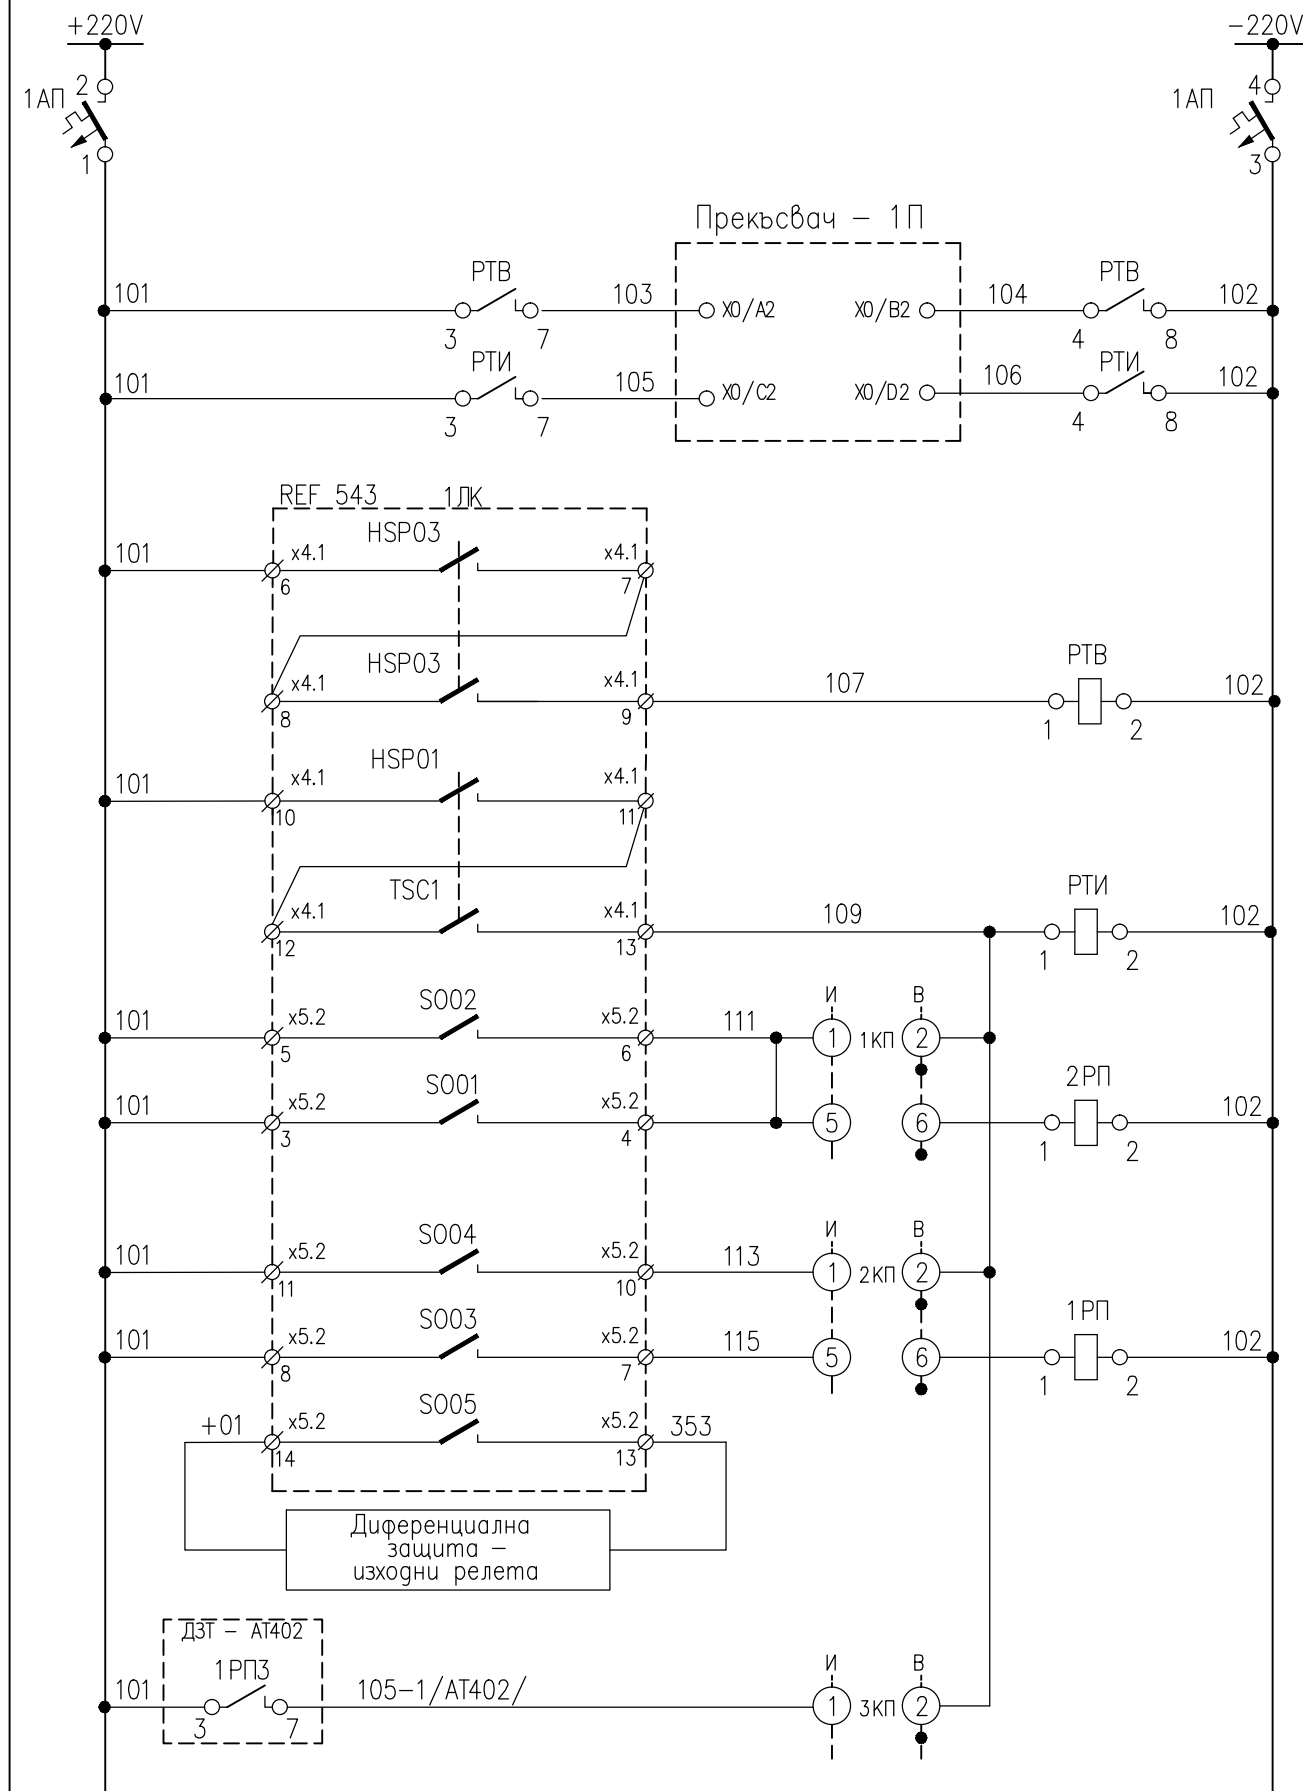 +220V
-220V
2
1АП
1
4
1АП
3
Прекъсвач - 1П
101
РТВ
3
7
103
X0/A2
X0/B2
104
РТВ
4
8
102
101
РТИ
3
7
105
X0/C2
X0/D2
106
РТИ
4
8
102
REF 543
1ЛК
HSP03
101
x4.1
6
x4.1
7
HSP03
x4.1
8
x4.1
9
107
РТВ
1
2
102
HSP01
101
x4.1
10
x4.1
11
TSC1
x4.1
12
x4.1
13
109
РТИ
1
2
102
SO02
101
x5.2
5
x5.2
6
111
И
В
1
1КП
2
SO01
101
x5.2
3
x5.2
4
5
6
2РП
1
2
102
SO04
101
x5.2
11
x5.2
10
113
И
В
1
2КП
2
SO03
101
x5.2
8
x5.2
7
115
5
6
1РП
1
2
102
SO05
+01
x5.2
14
x5.2
13
353
Диференциална
защита -
изходни релета
ДЗТ - АТ402
1РП3
101
3
7
105-1/АТ402/
И
В
1
3КП
2